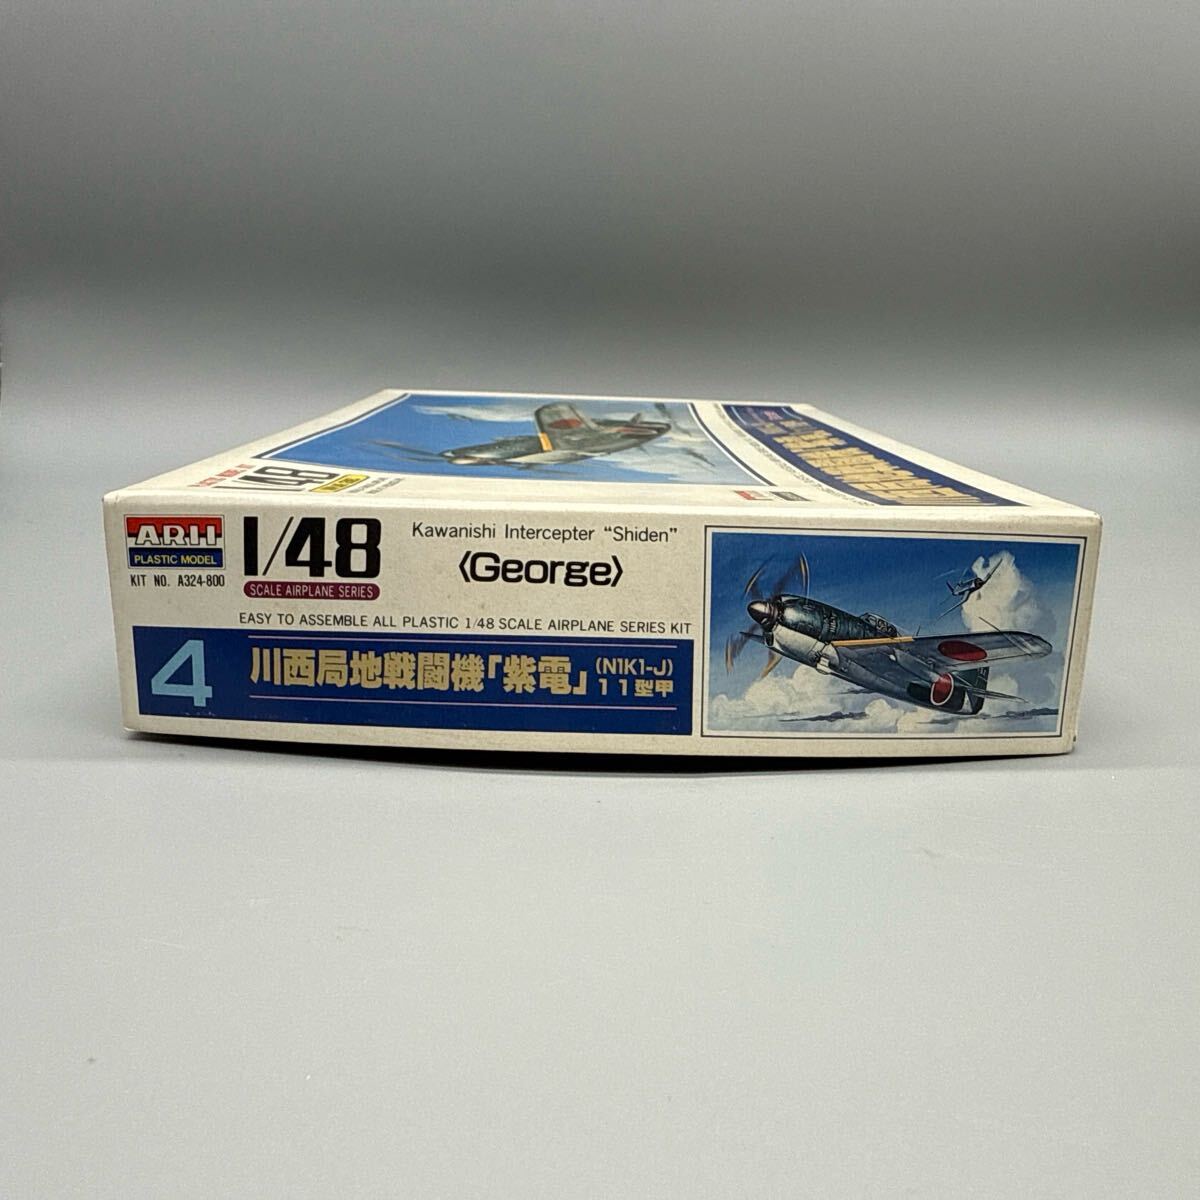 ARII
PLASTIC MODEL
KIT NO. A324-800
1/48
SCALE AIRPLANE SERIES
Kawanishi Intercepter "Shiden"
〈George〉
EASY TO ASSEMBLE ALL PLASTIC 1/48 SCALE AIRPLANE SERIES KIT
4
川西局地戦闘機「紫電」
(N1K1-J)
11型甲
1/48